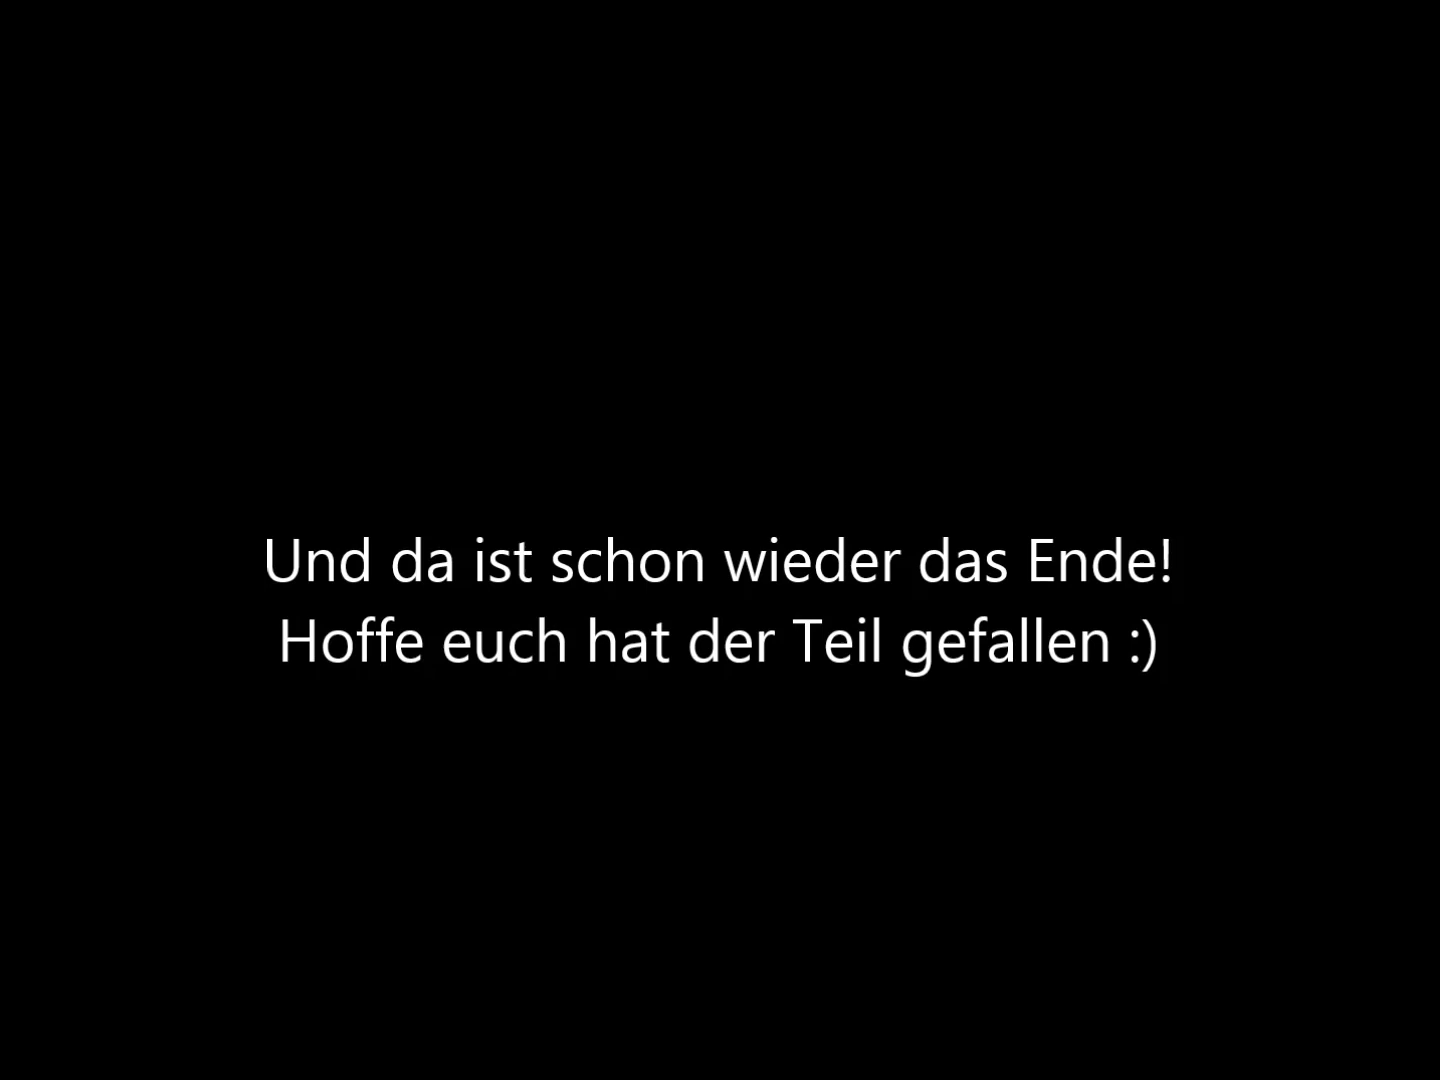 Und da ist schon wieder das Ende!
Hoffe euch hat der Teil gefallen :)